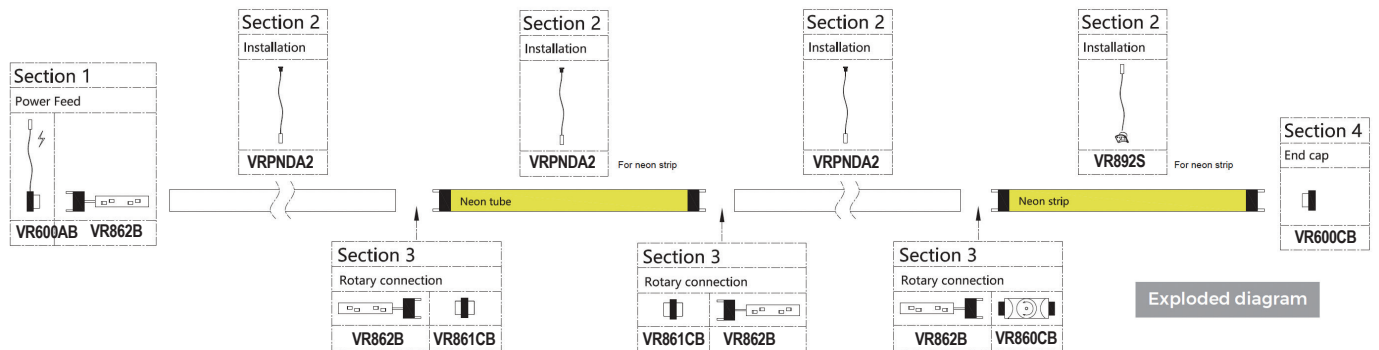 Section 1
Power Feed
VR600AB VR862B
Section 2
Installation
VRPNDA2
Section 2
Installation
VRPNDA2
For neon strip
Section 2
Installation
VRPNDA2
Section 2
Installation
VR892S
For neon strip
Section 4
End cap
VR600CB
Neon tube
Neon strip
Section 3
Rotary connection
VR862B VR861CB
Section 3
Rotary connection
VR861CB VR862B
Section 3
Rotary connection
VR862B VR860CB
Exploded diagram